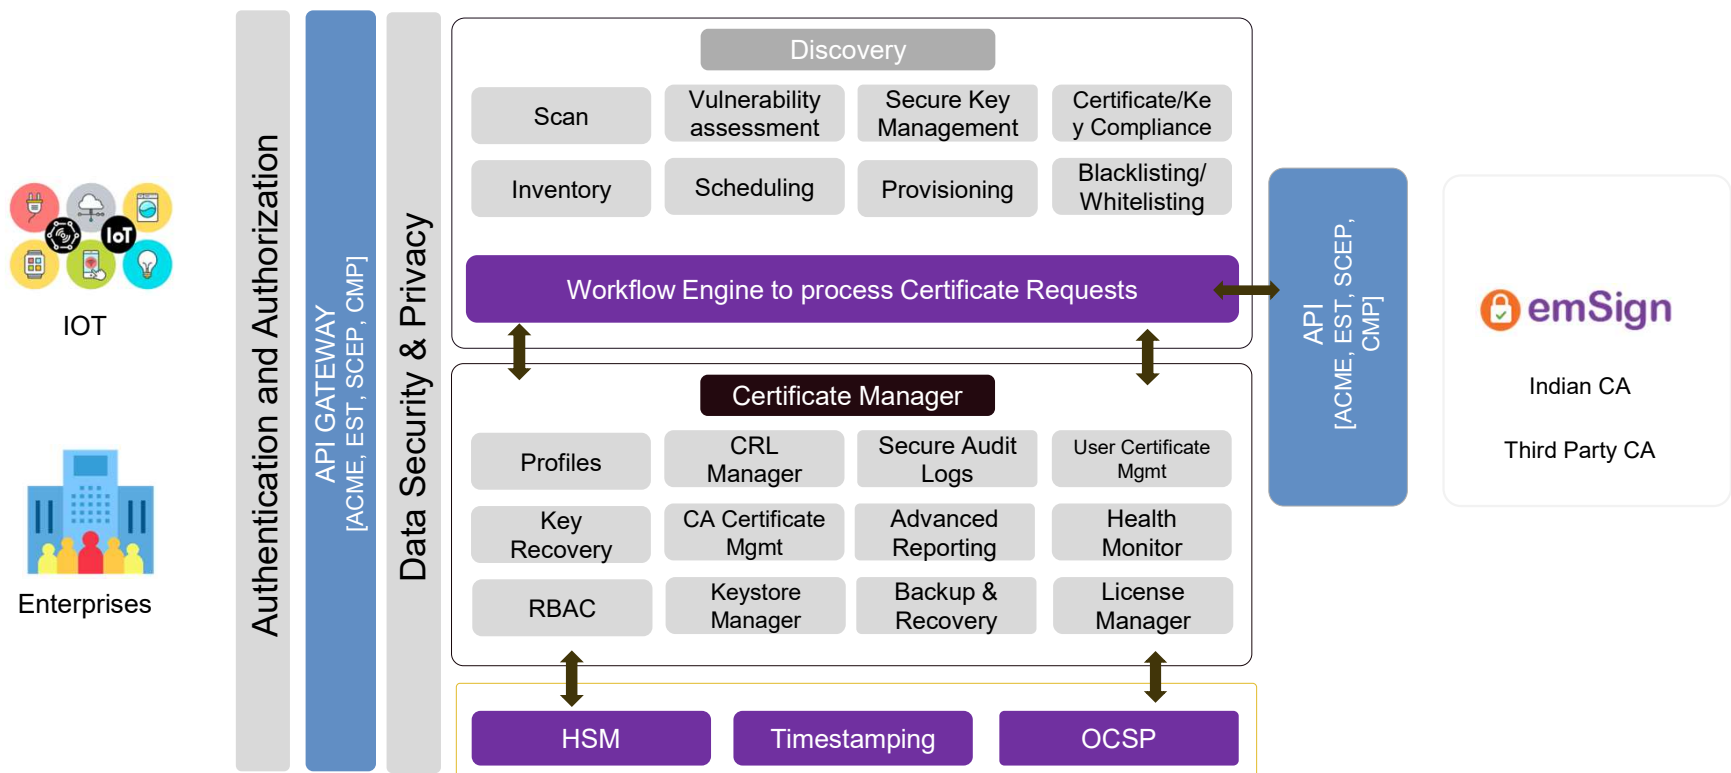 IoT
IOT
Enterprises
Authentication and Authorization
API GATEWAY
[ACME, EST, SCEP, CMP]
Data Security & Privacy
Discovery
Scan
Vulnerability
assessment
Secure Key
Management
Certificate/Ke
y Compliance
Inventory
Scheduling
Provisioning
Blacklisting/
Whitelisting
Workflow Engine to process Certificate Requests
Certificate Manager
Profiles
CRL
Manager
Secure Audit
Logs
User Certificate
Mgmt
Key
Recovery
CA Certificate
Mgmt
Advanced
Reporting
Health
Monitor
RBAC
Keystore
Manager
Backup &
Recovery
License
Manager
HSM
Timestamping
OCSP
API
[ACME, EST, SCEP,
CMP]
emSign
Indian CA
Third Party CA